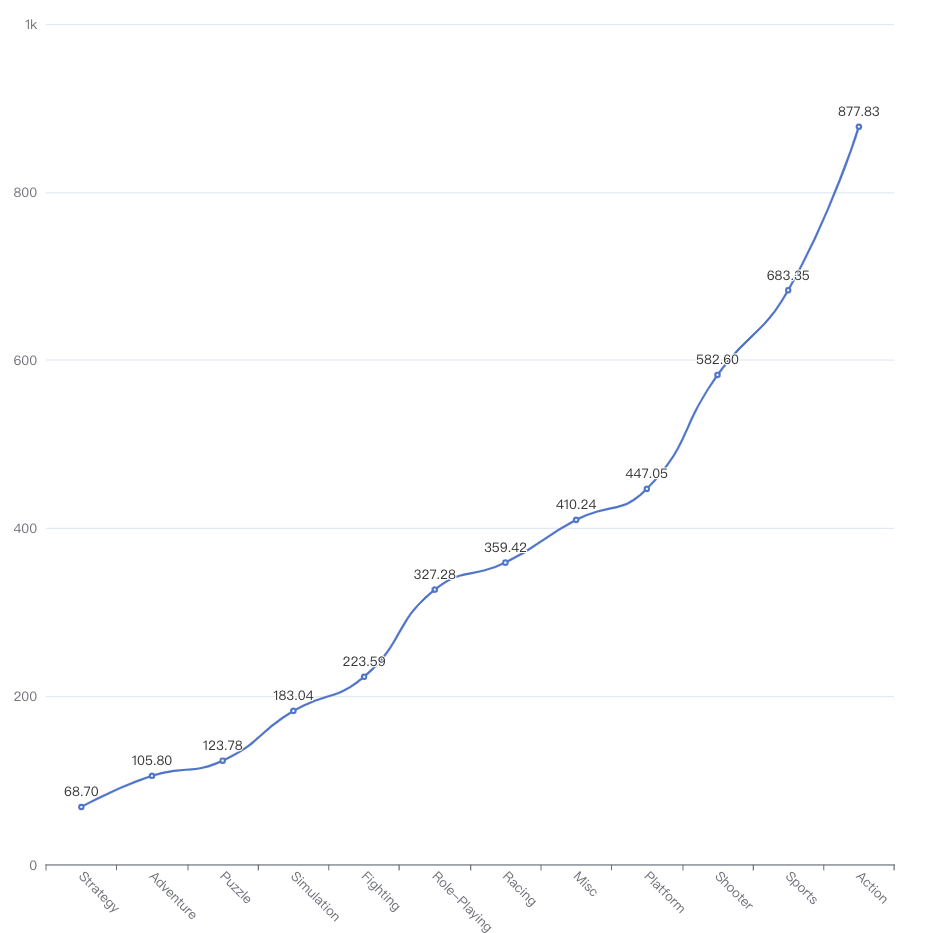 1k
877.83
800
683.35
600
582.60
447.05
410.24
400
359.42
327.28
223.59
200
183.04
123.78
105.80
68.70
0
Strategy
Adventure
Puzzle
Simulation
Fighting
Role-Playing
Racing
Misc
Platform
Shooter
Sports
Action